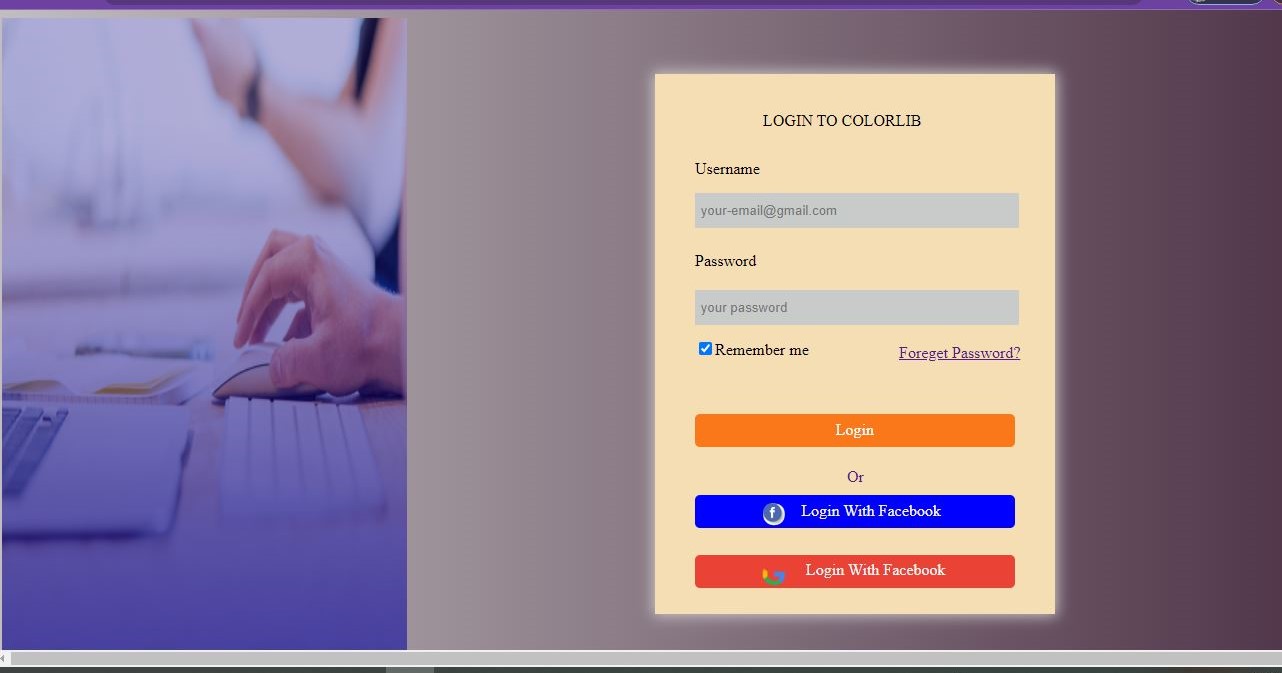 LOGIN TO COLORLIB
Username
your-email@gmail.com
Password
your password
Remember me
Foreget Password?
Login
Or
f
Login With Facebook
Login With Facebook